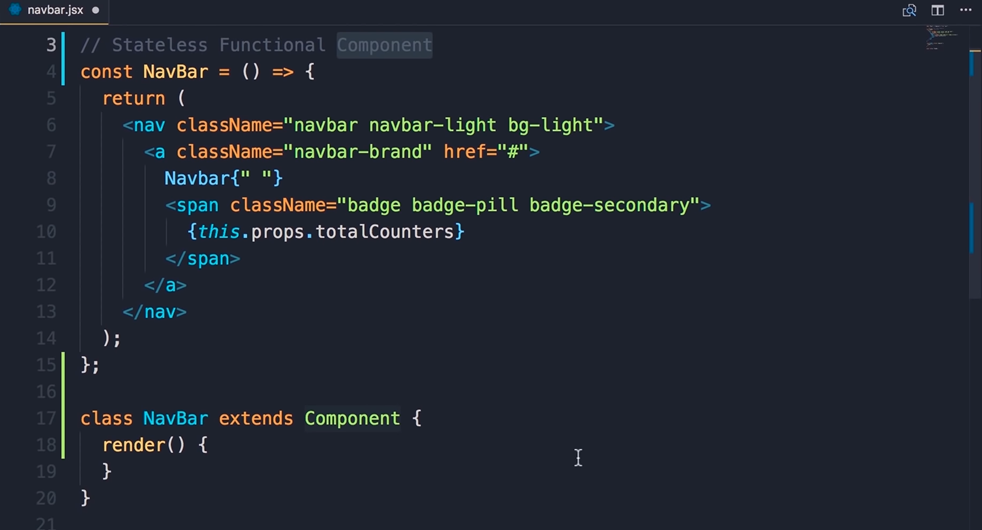 navbar.jsx
3 // Stateless Functional Component
4 const NavBar = () => {
5 return (
6 <nav className="navbar navbar-light bg-light">
7 <a className="navbar-brand" href="#">
8 Navbar{" "}
9 <span className="badge badge-pill badge-secondary">
10 {this.props.totalCounters}
11 </span>
12 </a>
13 </nav>
14 );
15 };
16
17 class NavBar extends Component {
18 render() {
19 }
20 }
21